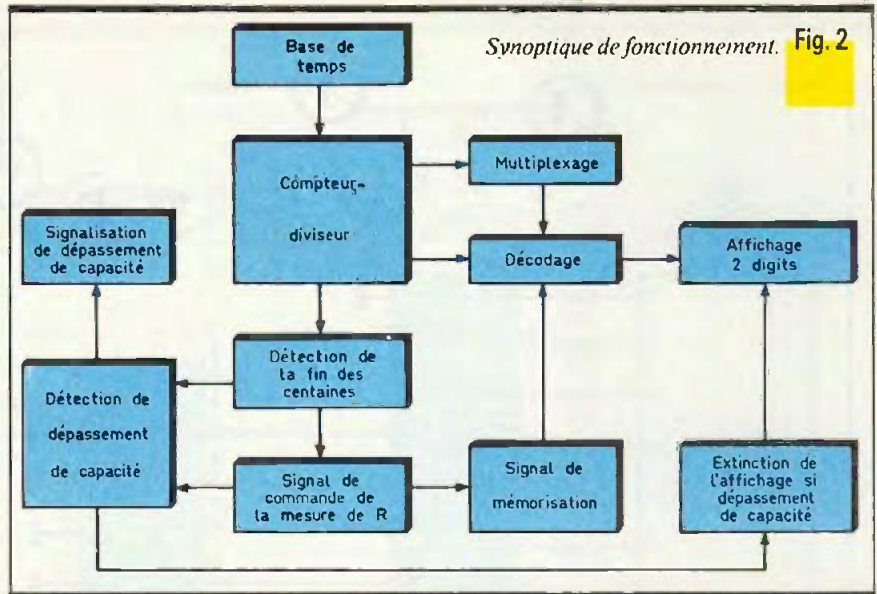 Synoptique de fonctionnement.
Fig. 2
Base de
temps
Compteur-
diviseur
Multiplexage
Signalisation
de dépassement
de capacité
Décodage
Affichage
2 digits
Détection de
la fin des
centaines
Détection de
dépassement
de capacité
Signal de
commande de
la mesure de R
Signal de
mémorisation
Extinction de
l'affichage si
dépassement
de capacité